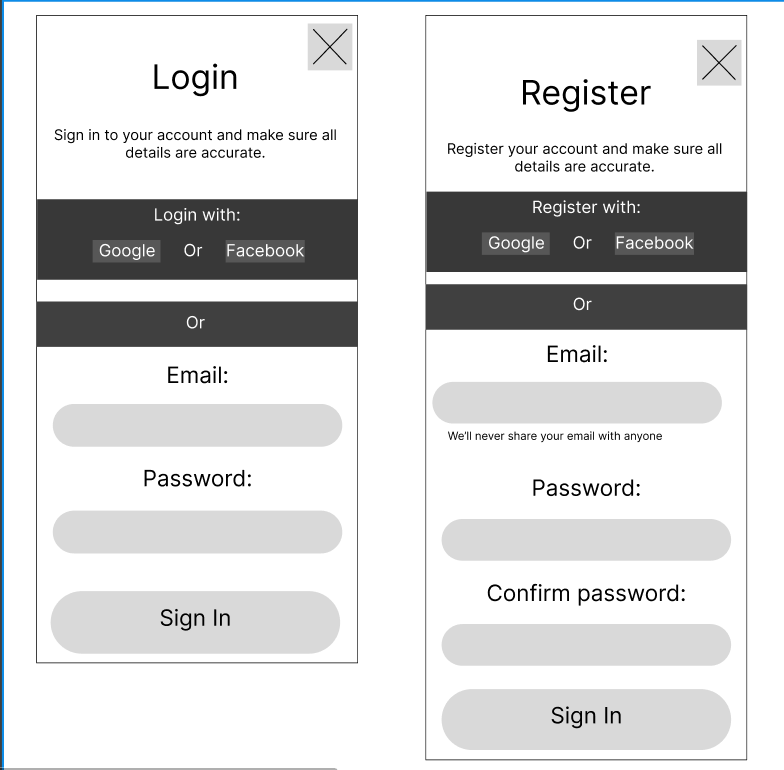 Login
Sign in to your account and make sure all
details are accurate.
Login with:
Google Or Facebook
Or
Email:
Password:
Sign In
Register
Register your account and make sure all
details are accurate.
Register with:
Google Or Facebook
Or
Email:
We'll never share your email with anyone
Password:
Confirm password:
Sign In